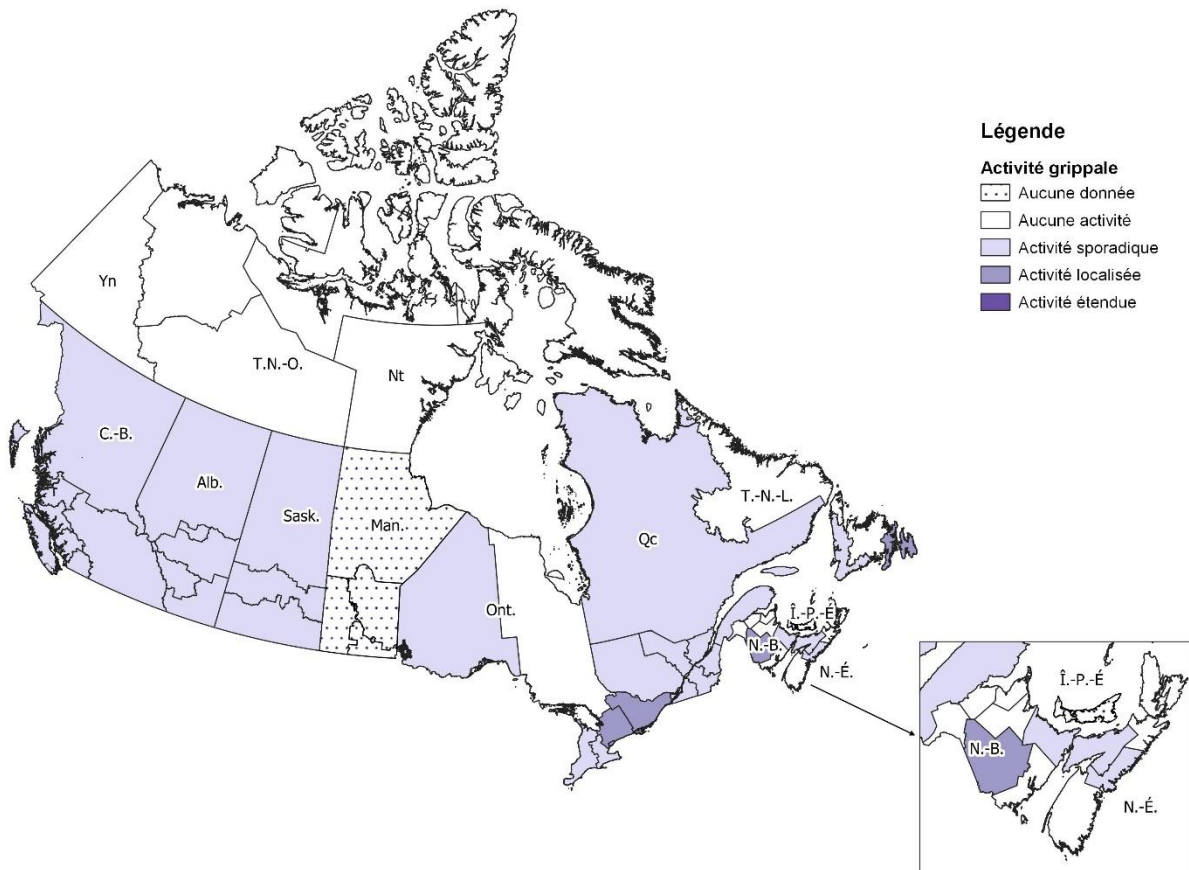 Légende
Activité grippale
Aucune donnée
Aucune activité
Activité sporadique
Activité localisée
Activité étendue
Yn
T.N.-O.
Nt
C.-B.
Alb.
Sask.
Man.
Ont.
Qc
T.-N.-L.
Î.-P.-É
N.-B.
N.-É.
Î.-P.-É
N.-B.
N.-É.